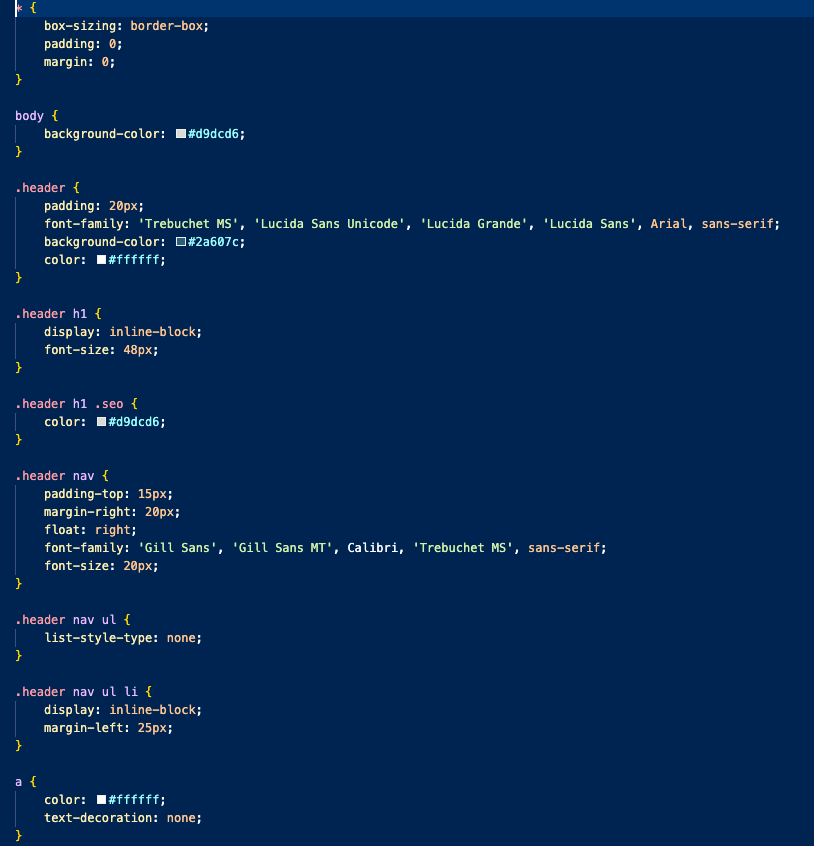 * {
    box-sizing: border-box;
    padding: 0;
    margin: 0;
}

body {
    background-color: #d9dcd6;
}

.header {
    padding: 20px;
    font-family: 'Trebuchet MS', 'Lucida Sans Unicode', 'Lucida Grande', 'Lucida Sans', Arial, sans-serif;
    background-color: #2a607c;
    color: #ffffff;
}

.header h1 {
    display: inline-block;
    font-size: 48px;
}

.header h1 .seo {
    color: #d9dcd6;
}

.header nav {
    padding-top: 15px;
    margin-right: 20px;
    float: right;
    font-family: 'Gill Sans', 'Gill Sans MT', Calibri, 'Trebuchet MS', sans-serif;
    font-size: 20px;
}

.header nav ul {
    list-style-type: none;
}

.header nav ul li {
    display: inline-block;
    margin-left: 25px;
}

a {
    color: #ffffff;
    text-decoration: none;
}